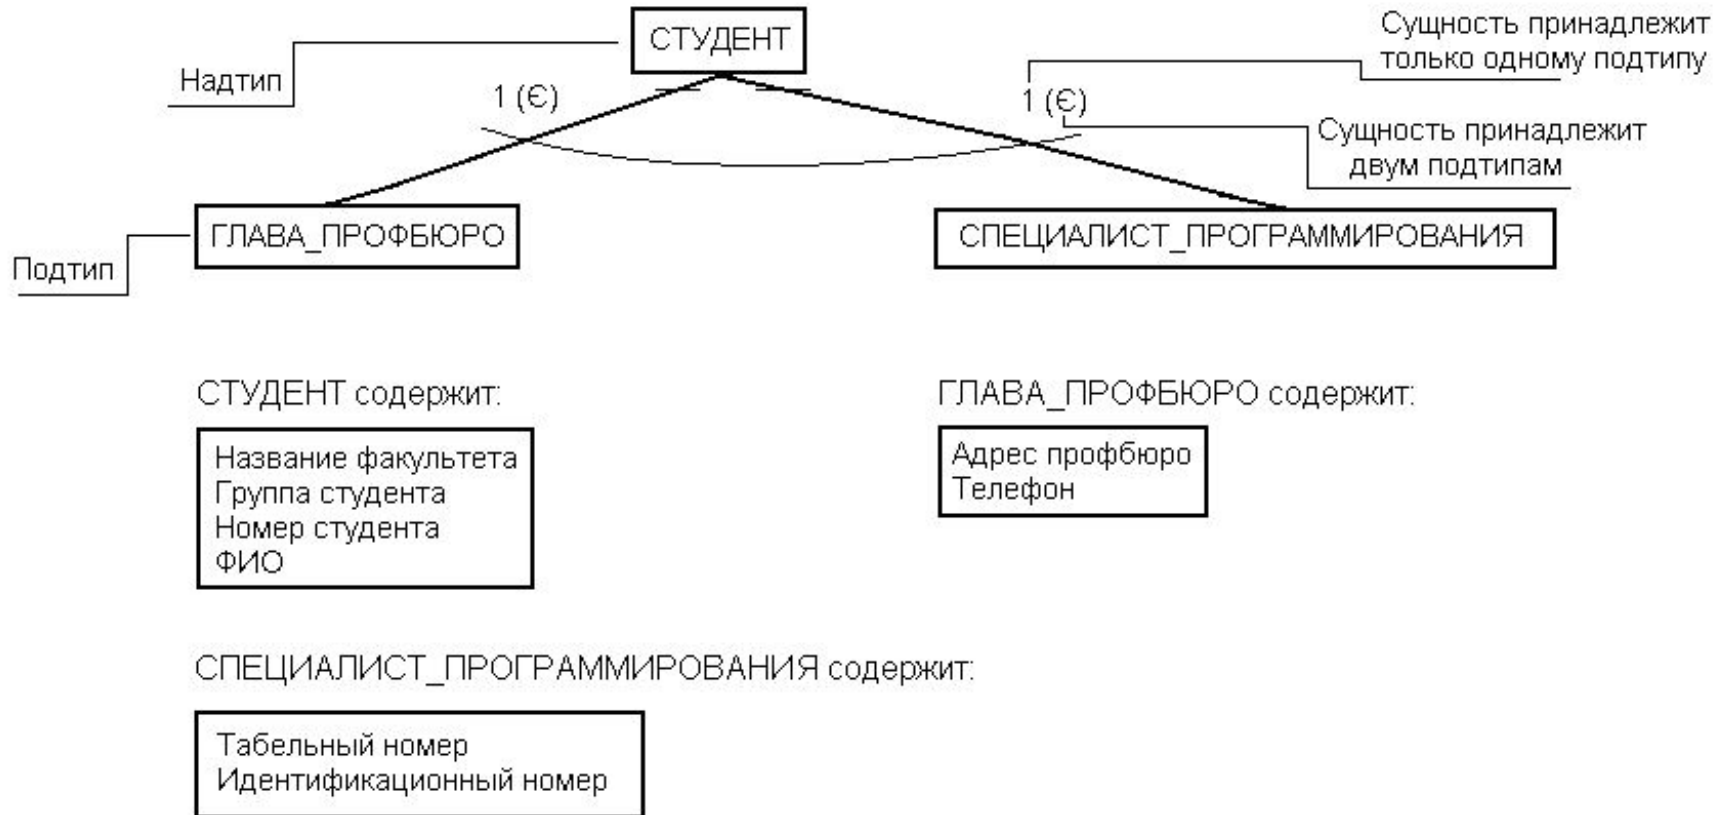 СТУДЕНТ
Сущность принадлежит
только одному подтипу
Надтип
1 (Є)
1 (Є)
Сущность принадлежит
двум подтипам
ГЛАВА_ПРОФБЮРО
СПЕЦИАЛИСТ_ПРОГРАММИРОВАНИЯ
Подтип
СТУДЕНТ содержит:
Название факультета
Группа студента
Номер студента
ФИО
ГЛАВА_ПРОФБЮРО содержит:
Адрес профбюро
Телефон
СПЕЦИАЛИСТ_ПРОГРАММИРОВАНИЯ содержит:
Табельный номер
Идентификационный номер